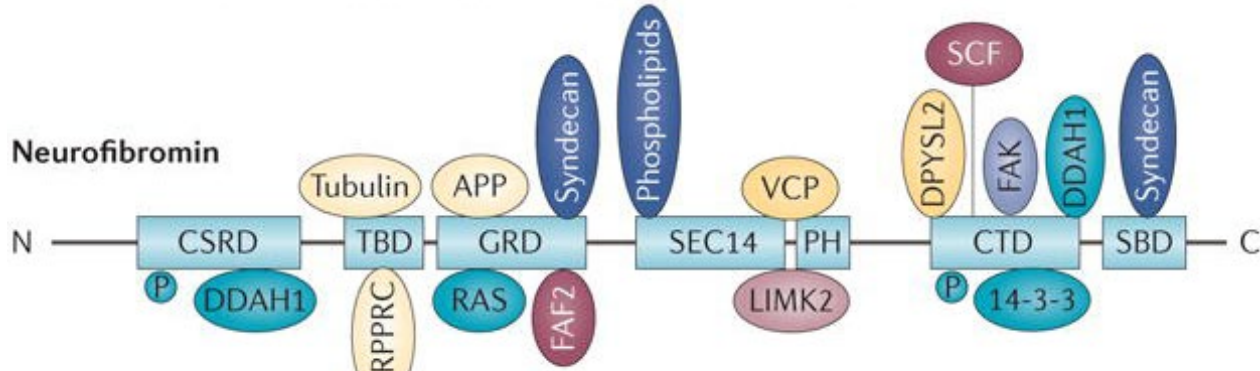 SCF
Syndecan
Phospholipids
DPYSL2
FAK
DDAH1
Syndecan
Neurofibromin
Tubulin
APP
VCP
N
CSRD
TBD
GRD
SEC14
PH
CTD
SBD
C
P
DDAH1
RPPRC
RAS
FAF2
LIMK2
P
14-3-3